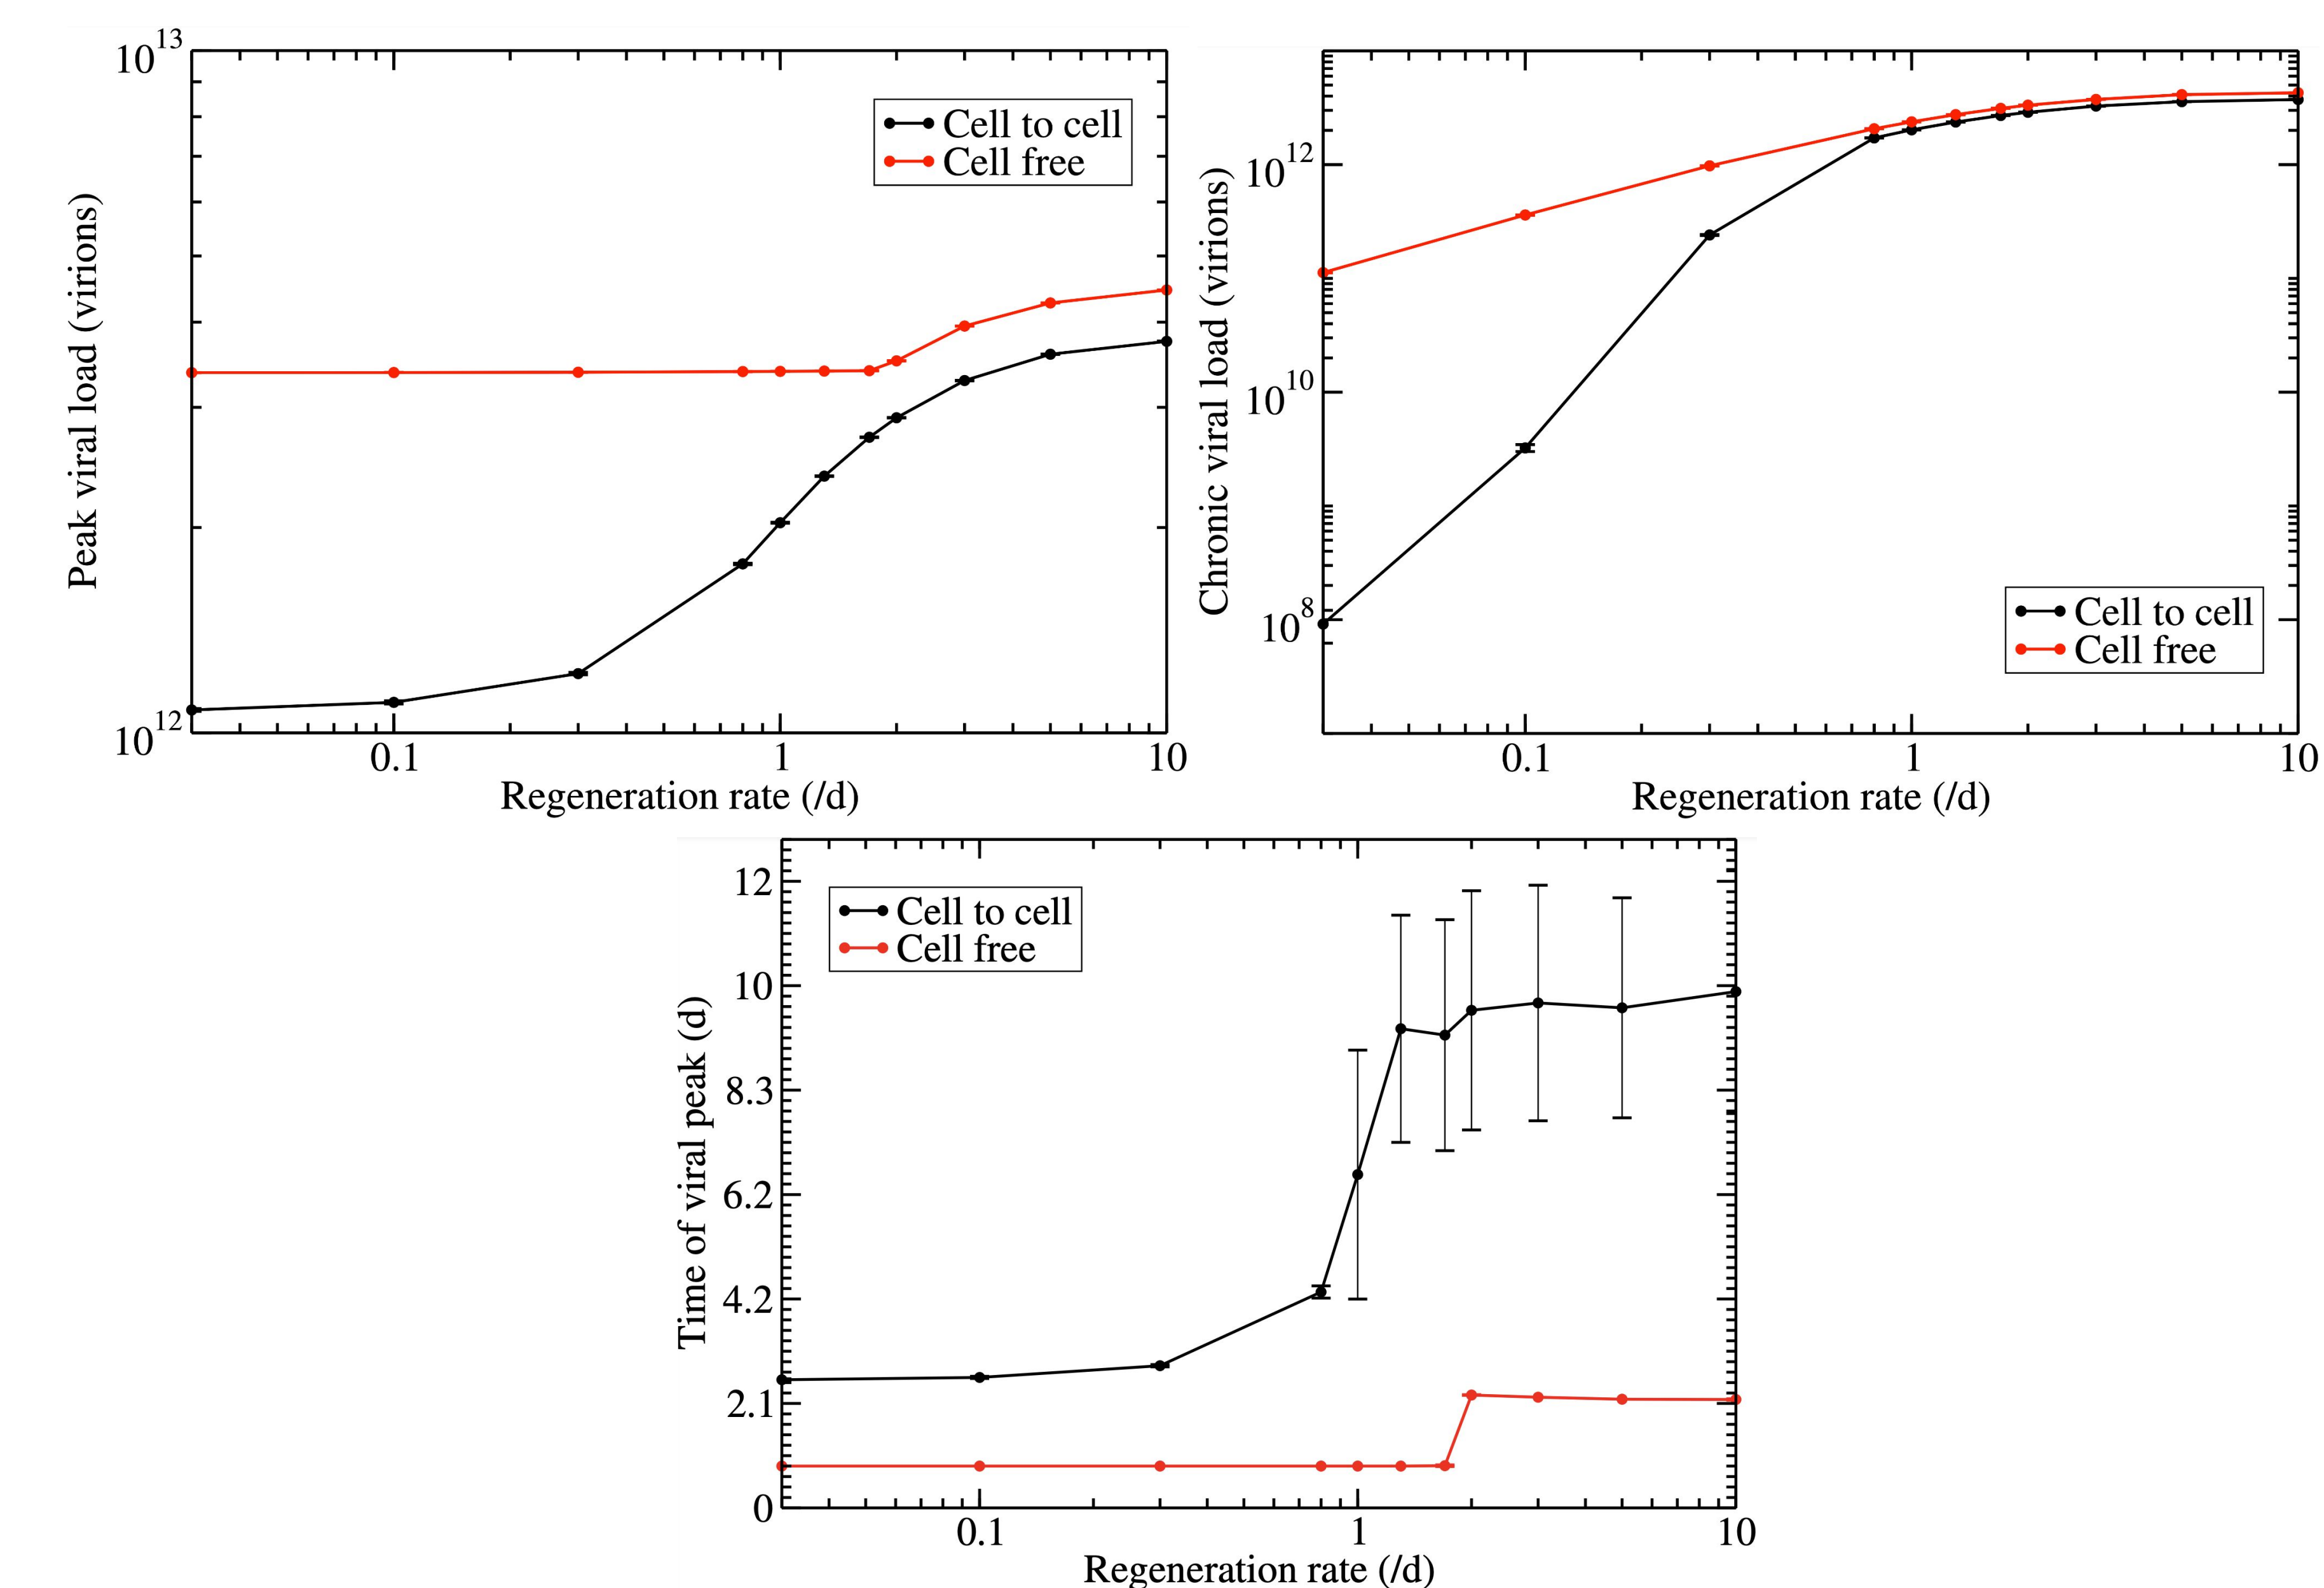 10^13
Cell to cell
Cell free
Peak viral load (virions)
10^12
0.1
1
10
Regeneration rate (/d)
Chronic viral load (virions)
10^12
10^10
10^8
Cell to cell
Cell free
0.1
1
10
Regeneration rate (/d)
Time of viral peak (d)
12
10
8.3
6.2
4.2
2.1
0
Cell to cell
Cell free
0.1
1
10
Regeneration rate (/d)